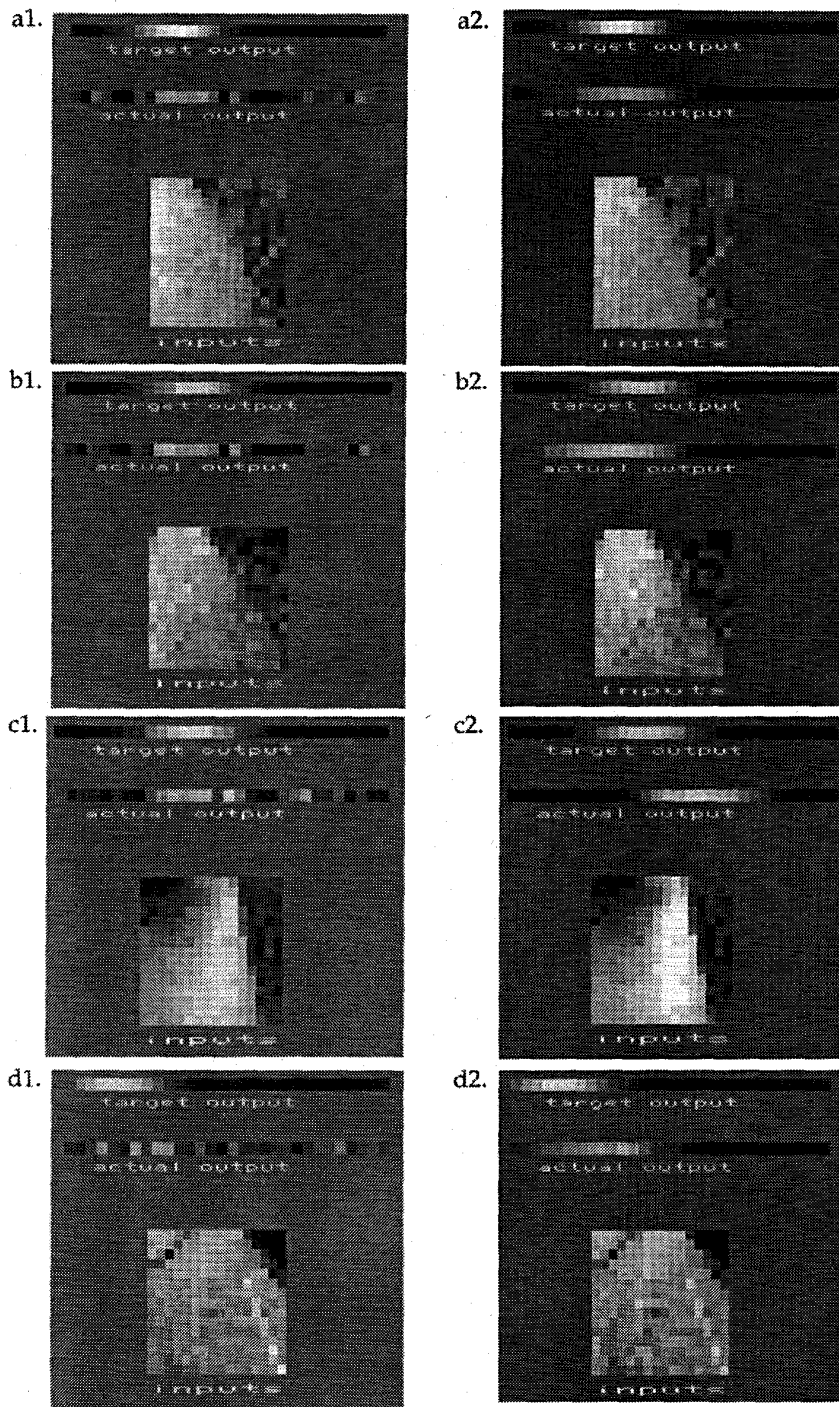 a1.
target output
actual output
inputs
a2.
target output
actual output
inputs
b1.
target output
actual output
inputs
b2.
target output
actual output
inputs
c1.
target output
actual output
inputs
c2.
target output
actual output
inputs
d1.
target output
actual output
inputs
d2.
target output
actual output
inputs